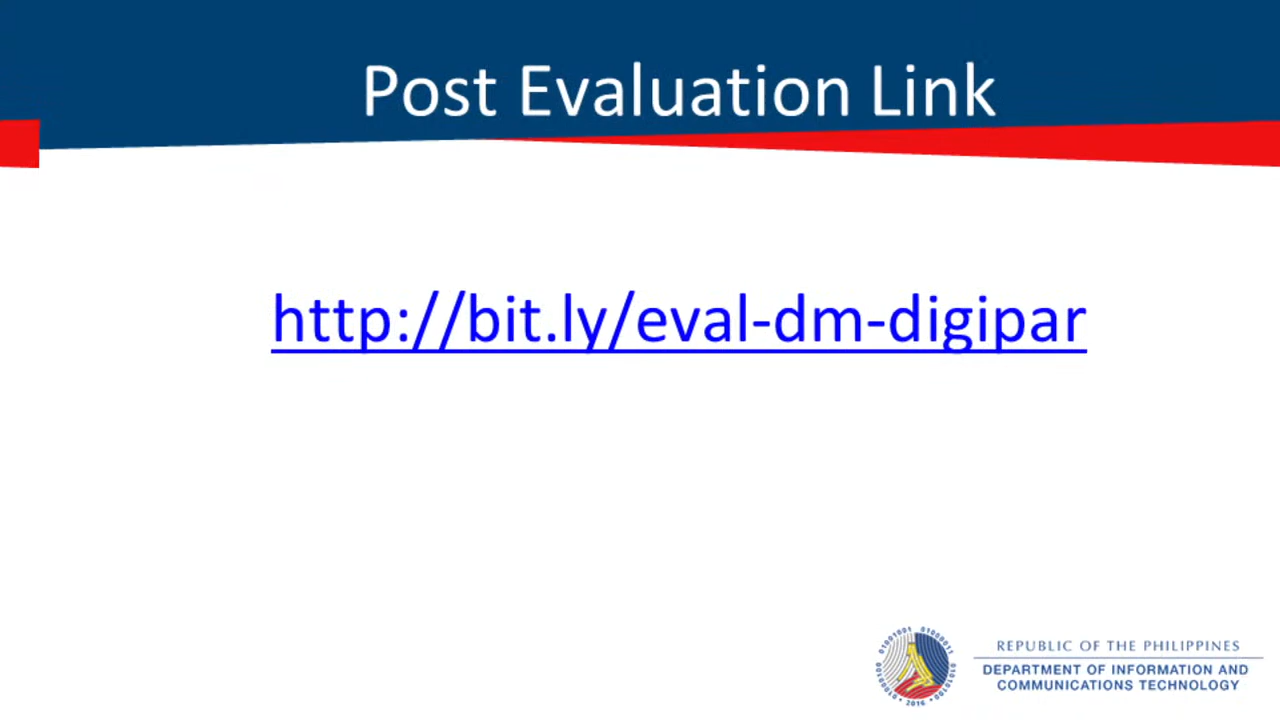 Post Evaluation Link
http://bit.ly/eval-dm-digipar
REPUBLIC OF THE PHILIPPINES
DEPARTMENT OF INFORMATION AND
COMMUNICATIONS TECHNOLOGY
2016